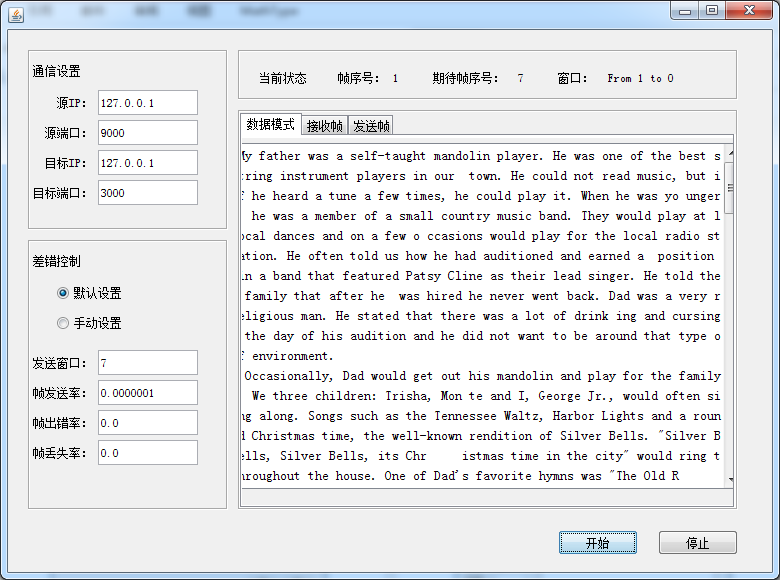 通信设置
源IP: 127.0.0.1
源端口: 9000
目标IP: 127.0.0.1
目标端口: 3000
差错控制
默认设置
手动设置
发送窗口: 7
帧发送率: 0.0000001
帧出错率: 0.0
帧丢失率: 0.0
当前状态 帧序号: 1 期待帧序号: 7 窗口: From 1 to 0
数据模式 接收帧 发送帧
My father was a self-taught mandolin player. He was one of the best s
tring instrument players in our town. He could not read music, but i
f he heard a tune a few times, he could play it. When he was yo unger
he was a member of a small country music band. They would play at l
ocal dances and on a few o ccasions would play for the local radio st
ation. He often told us how he had auditioned and earned a position
in a band that featured Patsy Cline as their lead singer. He told the
family that after he was hired he never went back. Dad was a very r
eligious man. He stated that there was a lot of drink ing and cursing
the day of his audition and he did not want to be around that type o
f environment.
Occasionally, Dad would get out his mandolin and play for the family
We three children: Trisha, Mon te and I, George Jr., would often si
ng along. Songs such as the Tennessee Waltz, Harbor Lights and a roun
d Christmas time, the well-known rendition of Silver Bells. "Silver B
ells, Silver Bells, its Chr istmas time in the city" would ring t
hroughout the house. One of Dad's favorite hymns was "The Old R
开始 停止